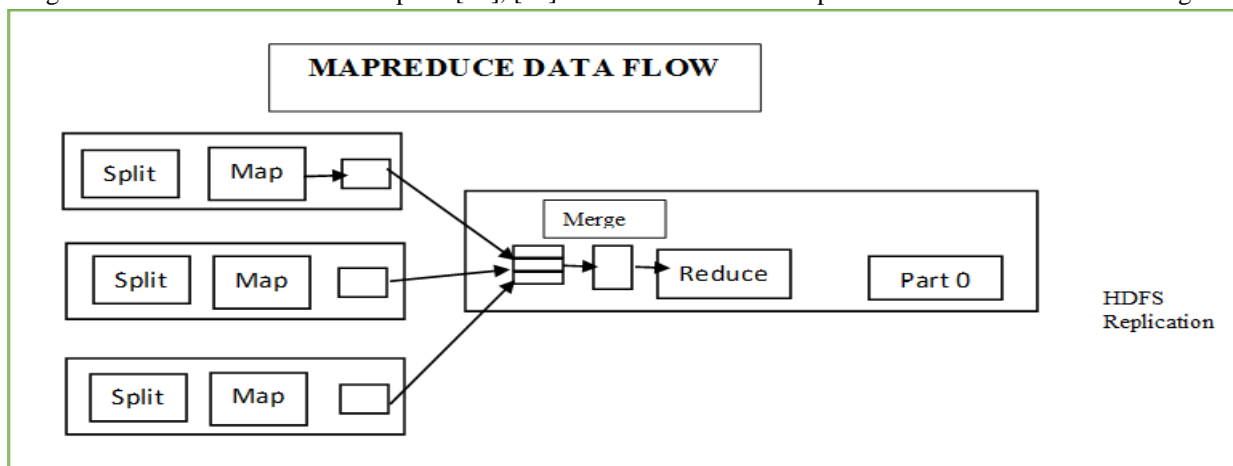 MAPREDUCE DATA FLOW
Split Map
Merge
Split Map
Reduce
Part 0
HDFS
Replication
Split Map